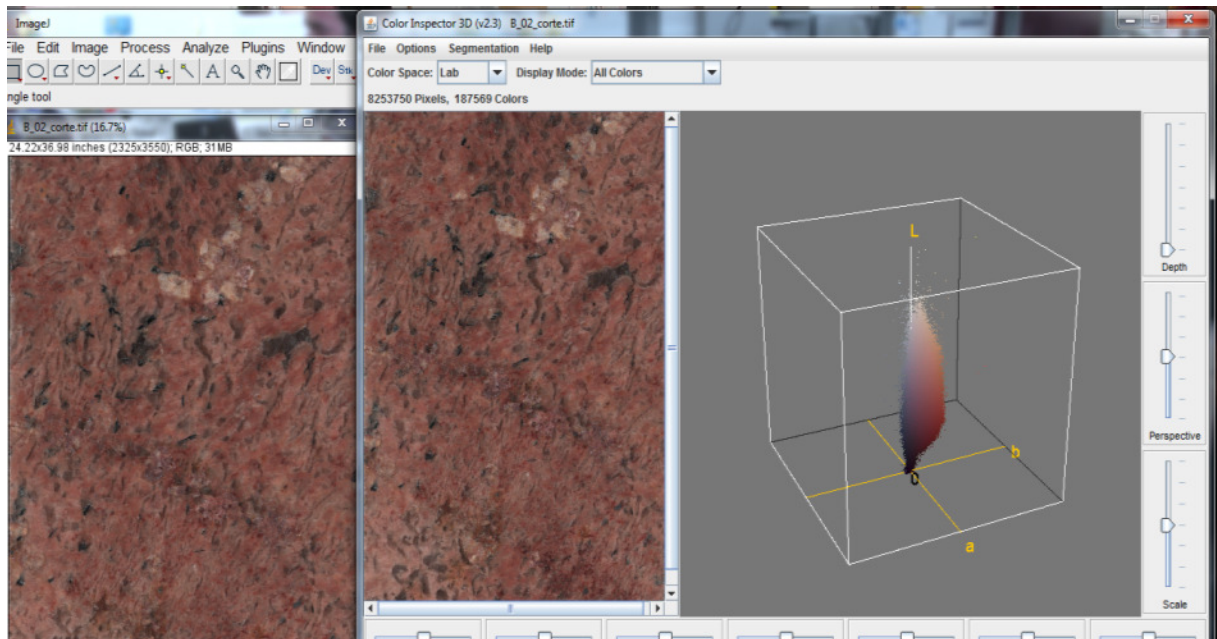 ImageJ
File Edit Image Process Analyze Plugins Window
Dev Stk
ngle tool
B_02_corte.tif (16.7%)
24.22x36.98 inches (2325x3550); RGB; 31MB
Color Inspector 3D (v2.3) B_02_corte.tif
File Options Segmentation Help
Color Space: Lab Display Mode: All Colors
8253750 Pixels, 187569 Colors
L
b
0
a
Depth
Perspective
Scale